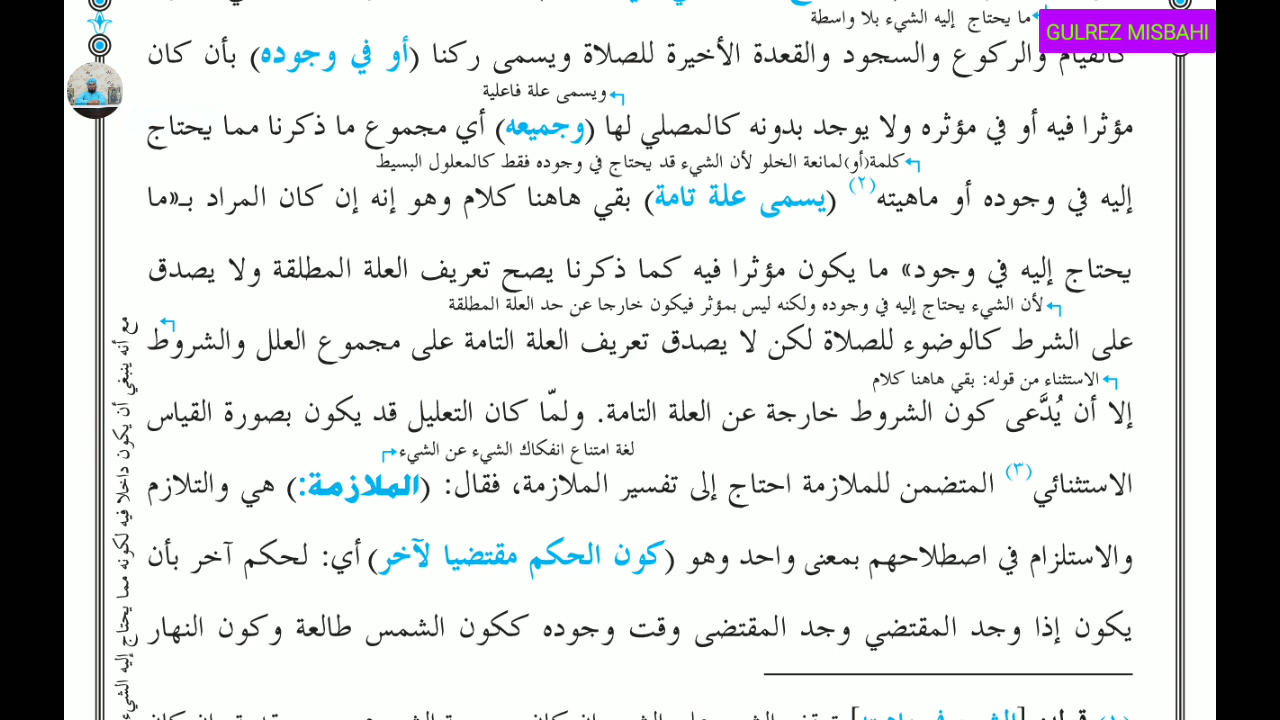 GULREZ MISBAHI
ما يحتاج إليه الشيء بلا واسطة
كالقيام والركوع والسجود والقعدة الأخيرة للصلاة ويسمى ركنا (أو في وجوده) بأن كان
ويسمى علة فاعلية
مؤثرا فيه أو في مؤثره ولا يوجد بدونه كالمصلي لها (وجميعه) أي مجموع ما ذكرنا مما يحتاج
كلمة(أو)لمانعة الخلو لأن الشيء قد يحتاج في وجوده فقط كالمعلول البسيط
إليه في وجوده أو ماهيته(٢) (يسمى علة تامة) بقي هاهنا كلام وهو إنه إن كان المراد بـ«ما
يحتاج إليه في وجود» ما يكون مؤثرا فيه كما ذكرنا يصح تعريف العلة المطلقة ولا يصدق
لأن الشيء يحتاج إليه في وجوده ولكنه ليس بمؤثر فيكون خارجا عن حد العلة المطلقة
على الشرط كالوضوء للصلاة لكن لا يصدق تعريف العلة التامة على مجموع العلل والشروط
الاستثناء من قوله: بقي هاهنا كلام
إلا أن يُدَّعى كون الشروط خارجة عن العلة التامة. ولمّا كان التعليل قد يكون بصورة القياس
لغة امتناع انفكاك الشيء عن الشيء
الاستثنائي(٣) المتضمن للملازمة احتاج إلى تفسير الملازمة، فقال: (الملازمة:) هي والتلازم
والاستلزام في اصطلاحهم بمعنى واحد وهو (كون الحكم مقتضيا لآخر) أي: لحكم آخر بأن
يكون إذا وجد المقتضي وجد المقتضى وقت وجوده ككون الشمس طالعة وكون النهار
مع أنه ينبغي أن يكون داخلا فيه لكونه مما يحتاج إليه الشيء